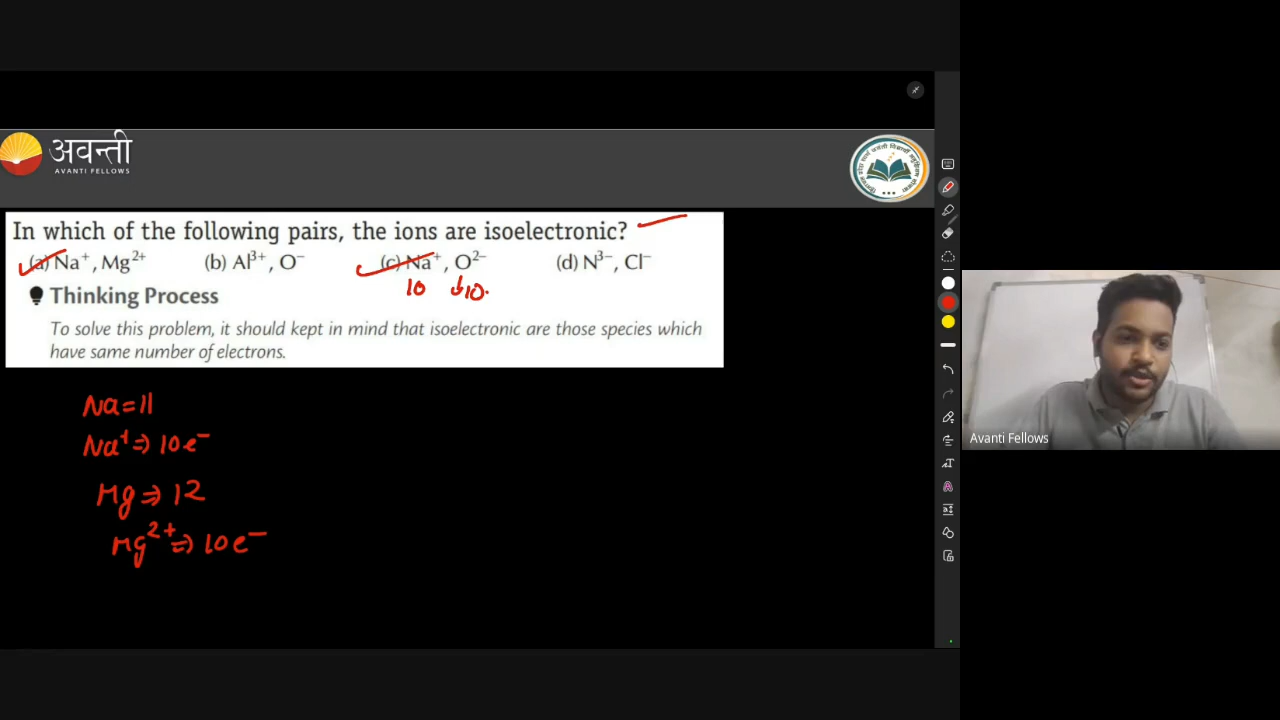 अवन्ती
AVANTI FELLOWS
In which of the following pairs, the ions are isoelectronic?
(a) Na⁺, Mg²⁺ (b) Al³⁺, O⁻ (c) Na⁺, O²⁻ (d) N³⁻, Cl⁻
10 10.
Thinking Process
To solve this problem, it should kept in mind that isoelectronic are those species which
have same number of electrons.
Na = 11
Na⁺ ⇒ 10e⁻
Mg ⇒ 12
Mg²⁺ ⇒ 10e⁻
Avanti Fellows